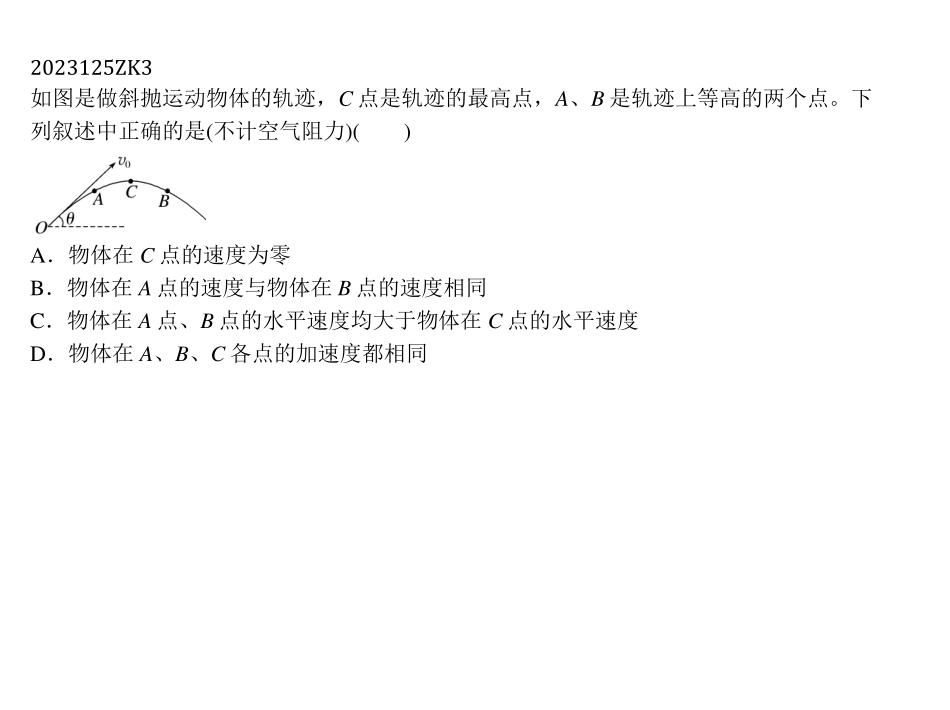 2023125ZK3
如图是做斜抛运动物体的轨迹，C 点是轨迹的最高点，A、B 是轨迹上等高的两个点。下
列叙述中正确的是(不计空气阻力)(　　)
v₀
A
C
B
O
θ
A．物体在 C 点的速度为零
B．物体在 A 点的速度与物体在 B 点的速度相同
C．物体在 A 点、B 点的水平速度均大于物体在 C 点的水平速度
D．物体在 A、B、C 各点的加速度都相同